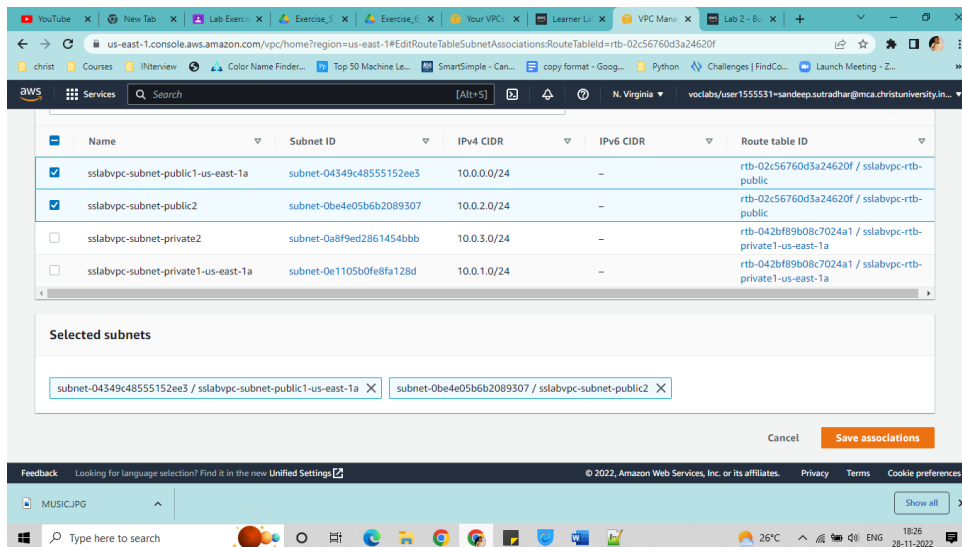 YouTube New Tab Lab Exerci Exercise_5 Exercise_6 Your VPCs Learner La VPC Mana Lab 2 - Bu
us-east-1.console.aws.amazon.com/vpc/home?region=us-east-1#EditRouteTableSubnetAssociations:RouteTableId=rtb-02c56760d3a24620f
christ Courses INterview Color Name Finder... Top 50 Machine Le... SmartSimple - Can... copy format - Goog... Python Challenges | FindCo... Launch Meeting - Z...
aws Services Search [Alt+S] N. Virginia voclabs/user1555531=sandeep.sutradhar@mca.christuniversity.in...
Name Subnet ID IPv4 CIDR IPv6 CIDR Route table ID
sslabvpc-subnet-public1-us-east-1a subnet-04349c48555152ee3 10.0.0.0/24 – rtb-02c56760d3a24620f / sslabvpc-rtb-
public
sslabvpc-subnet-public2 subnet-0be4e05b6b2089307 10.0.2.0/24 – rtb-02c56760d3a24620f / sslabvpc-rtb-
public
sslabvpc-subnet-private2 subnet-0a8f9ed2861454bbb 10.0.3.0/24 – rtb-042bf89b08c7024a1 / sslabvpc-rtb-
private1-us-east-1a
sslabvpc-subnet-private1-us-east-1a subnet-0e1105b0fe8fa128d 10.0.1.0/24 – rtb-042bf89b08c7024a1 / sslabvpc-rtb-
private1-us-east-1a
Selected subnets
subnet-04349c48555152ee3 / sslabvpc-subnet-public1-us-east-1a subnet-0be4e05b6b2089307 / sslabvpc-subnet-public2
Cancel Save associations
Feedback Looking for language selection? Find it in the new Unified Settings © 2022, Amazon Web Services, Inc. or its affiliates. Privacy Terms Cookie preferences
MUSIC.JPG Show all
Type here to search 26°C ENG 18:26
28-11-2022